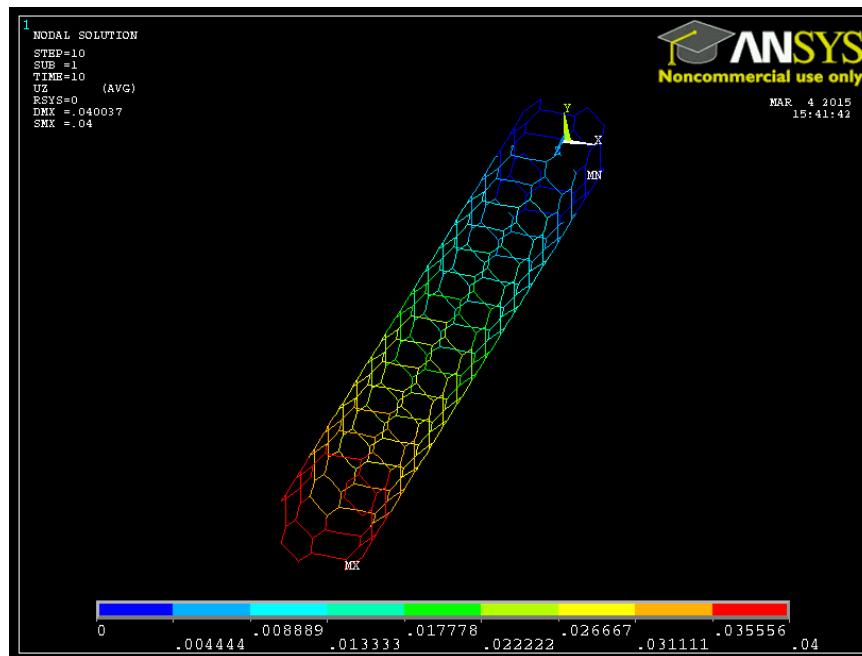 1
NODAL SOLUTION
STEP=10
SUB =1
TIME=10
UZ (AVG)
RSYS=0
DMX =.040037
SMX =.04
ANSYS
Noncommercial use only
MAR 4 2015
15:41:42
Y
X
Z
MN
MX
0 .008889 .017778 .026667 .035556
.004444 .013333 .022222 .031111 .04